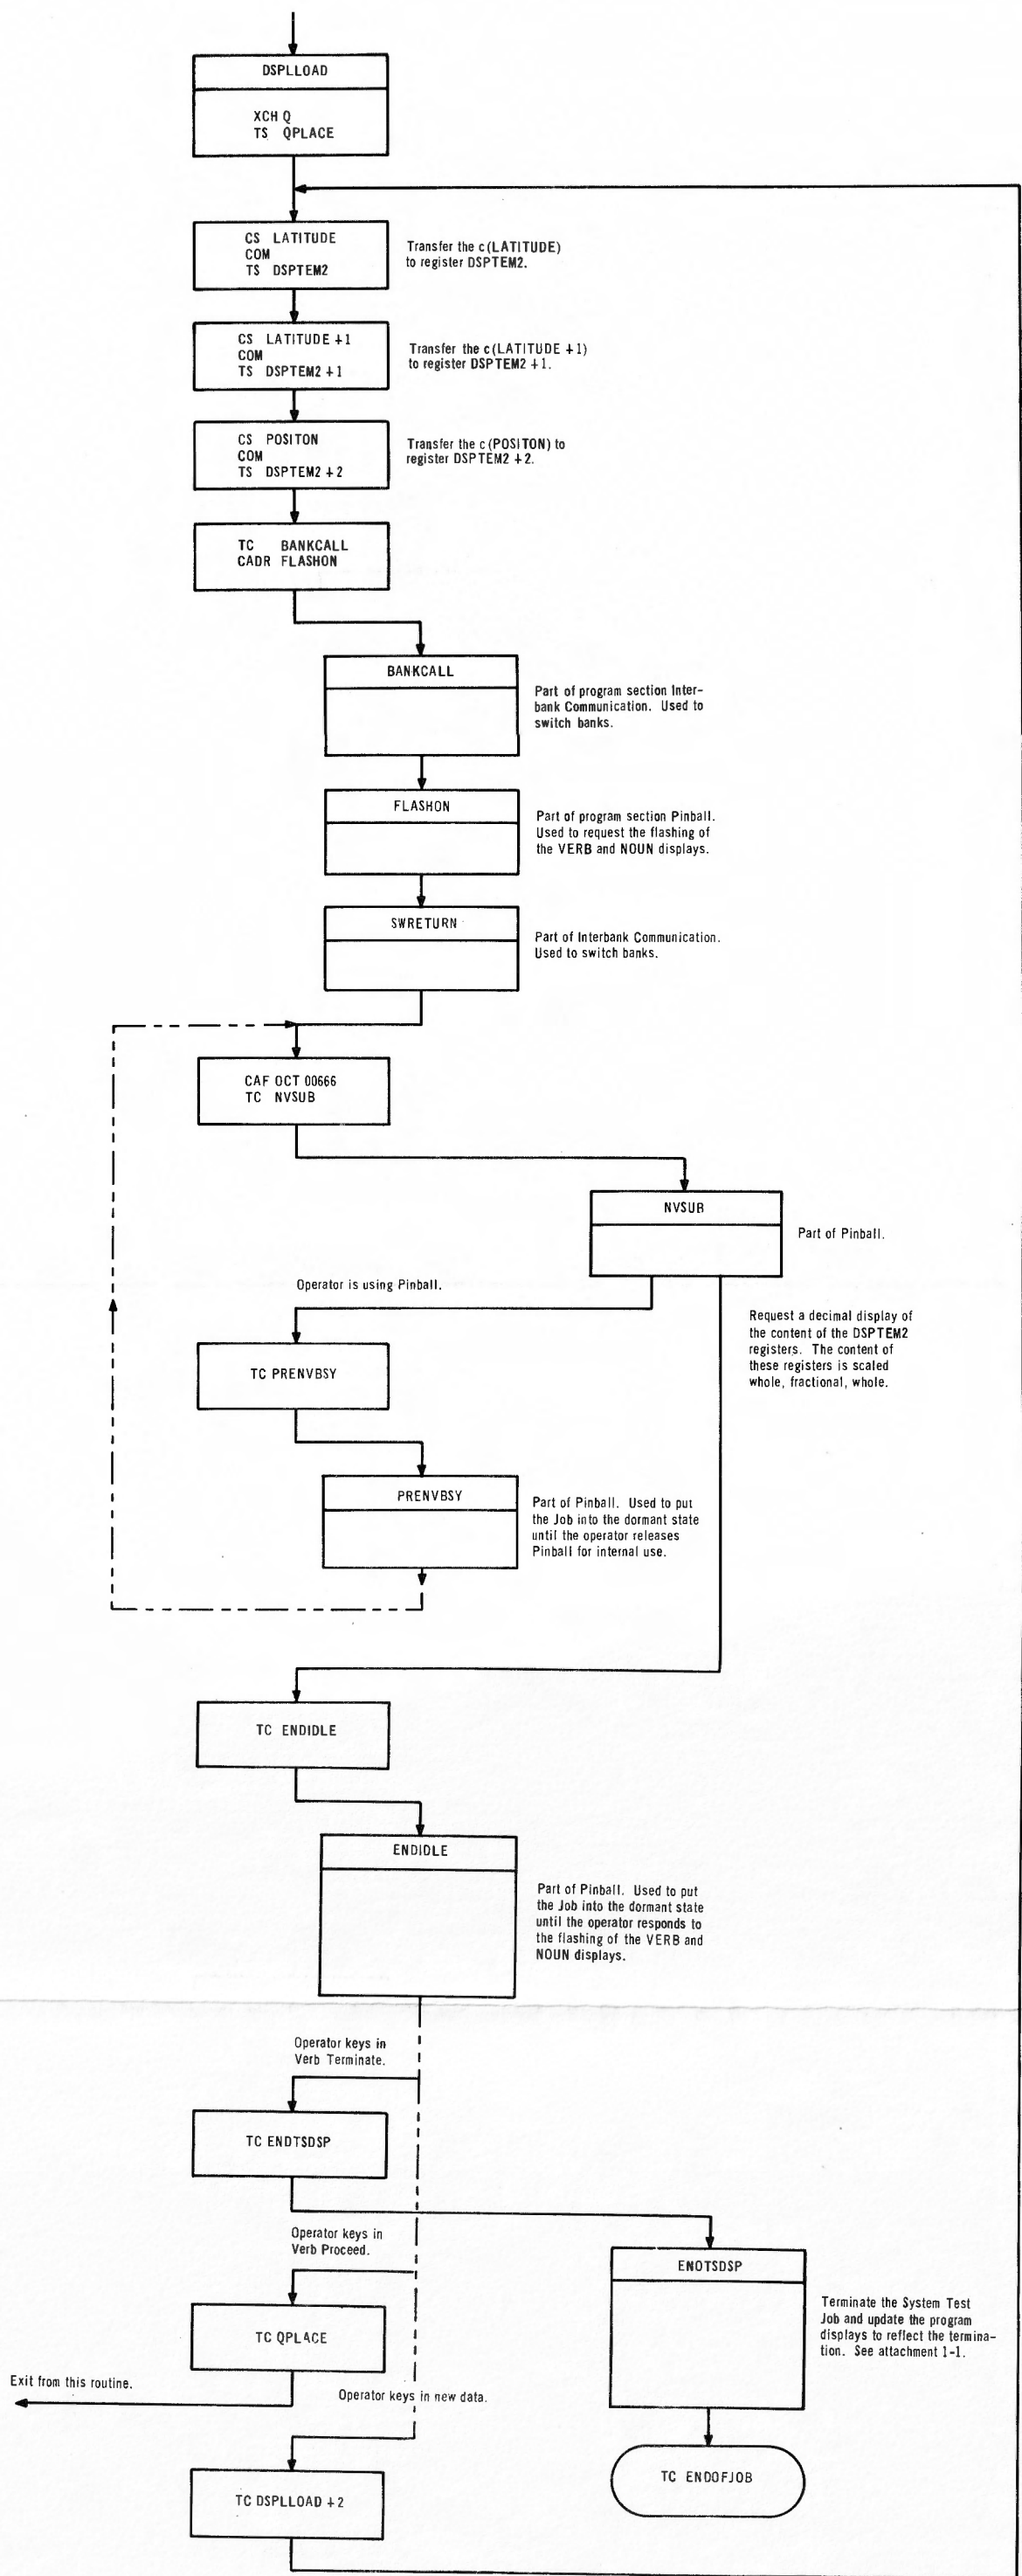 DSPLLOAD
XCH Q
TS QPLACE
CS LATITUDE
COM
TS DSPTEM2
Transfer the c(LATITUDE)
to register DSPTEM2.
CS LATITUDE +1
COM
TS DSPTEM2 +1
Transfer the c(LATITUDE +1)
to register DSPTEM2 +1.
CS POSITON
COM
TS DSPTEM2 +2
Transfer the c(POSITON) to
register DSPTEM2 +2.
TC BANKCALL
CADR FLASHON
BANKCALL
Part of program section Inter-
bank Communication. Used to
switch banks.
FLASHON
Part of program section Pinball.
Used to request the flashing of
the VERB and NOUN displays.
SWRETURN
Part of Interbank Communication.
Used to switch banks.
CAF OCT 00666
TC NVSUB
NVSUB
Part of Pinball.
Operator is using Pinball.
Request a decimal display of
the content of the DSPTEM2
registers. The content of
these registers is scaled
whole, fractional, whole.
TC PRENVBSY
PRENVBSY
Part of Pinball. Used to put
the Job into the dormant state
until the operator releases
Pinball for internal use.
TC ENDIDLE
ENDIDLE
Part of Pinball. Used to put
the Job into the dormant state
until the operator responds to
the flashing of the VERB and
NOUN displays.
Operator keys in
Verb Terminate.
TC ENDTSDSP
Operator keys in
Verb Proceed.
ENOTSDSP
Terminate the System Test
Job and update the program
displays to reflect the termina-
tion. See attachment 1-1.
TC QPLACE
Exit from this routine.
Operator keys in new data.
TC ENDOFJOB
TC DSPLLOAD +2